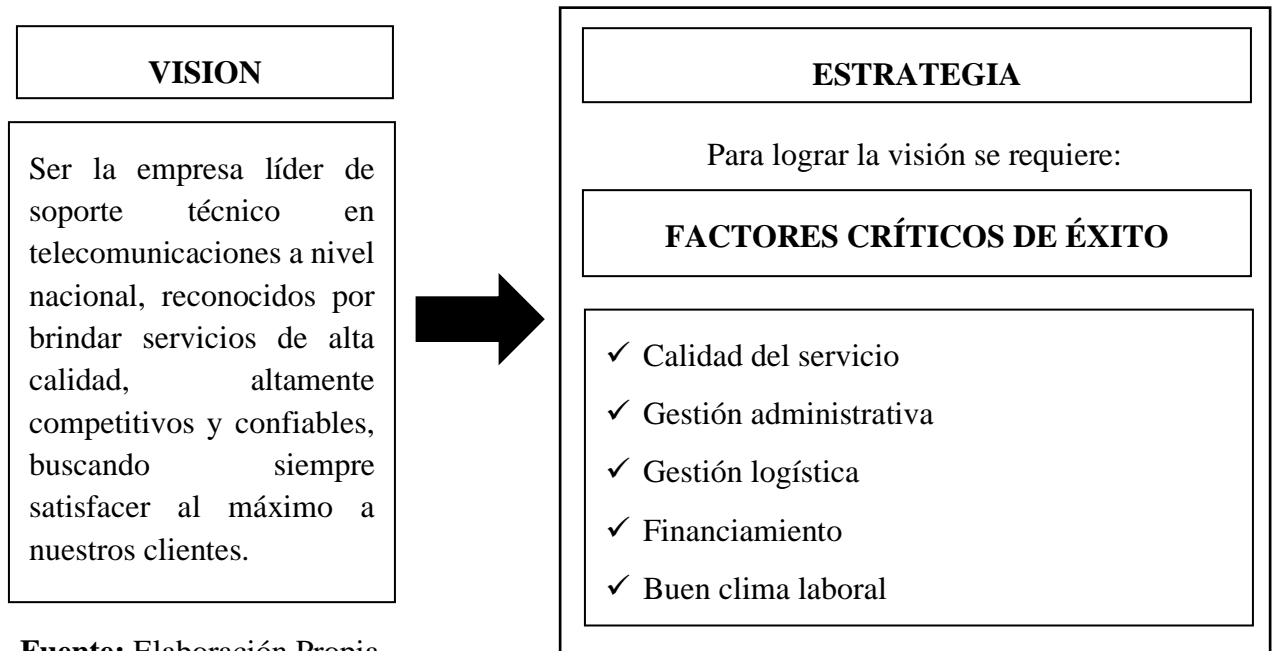 VISION
Ser la empresa líder de
soporte técnico en
telecomunicaciones a nivel
nacional, reconocidos por
brindar servicios de alta
calidad, altamente
competitivos y confiables,
buscando siempre
satisfacer al máximo a
nuestros clientes.
Fuente: Elaboración Propia
ESTRATEGIA
Para lograr la visión se requiere:
FACTORES CRÍTICOS DE ÉXITO
✓ Calidad del servicio
✓ Gestión administrativa
✓ Gestión logística
✓ Financiamiento
✓ Buen clima laboral